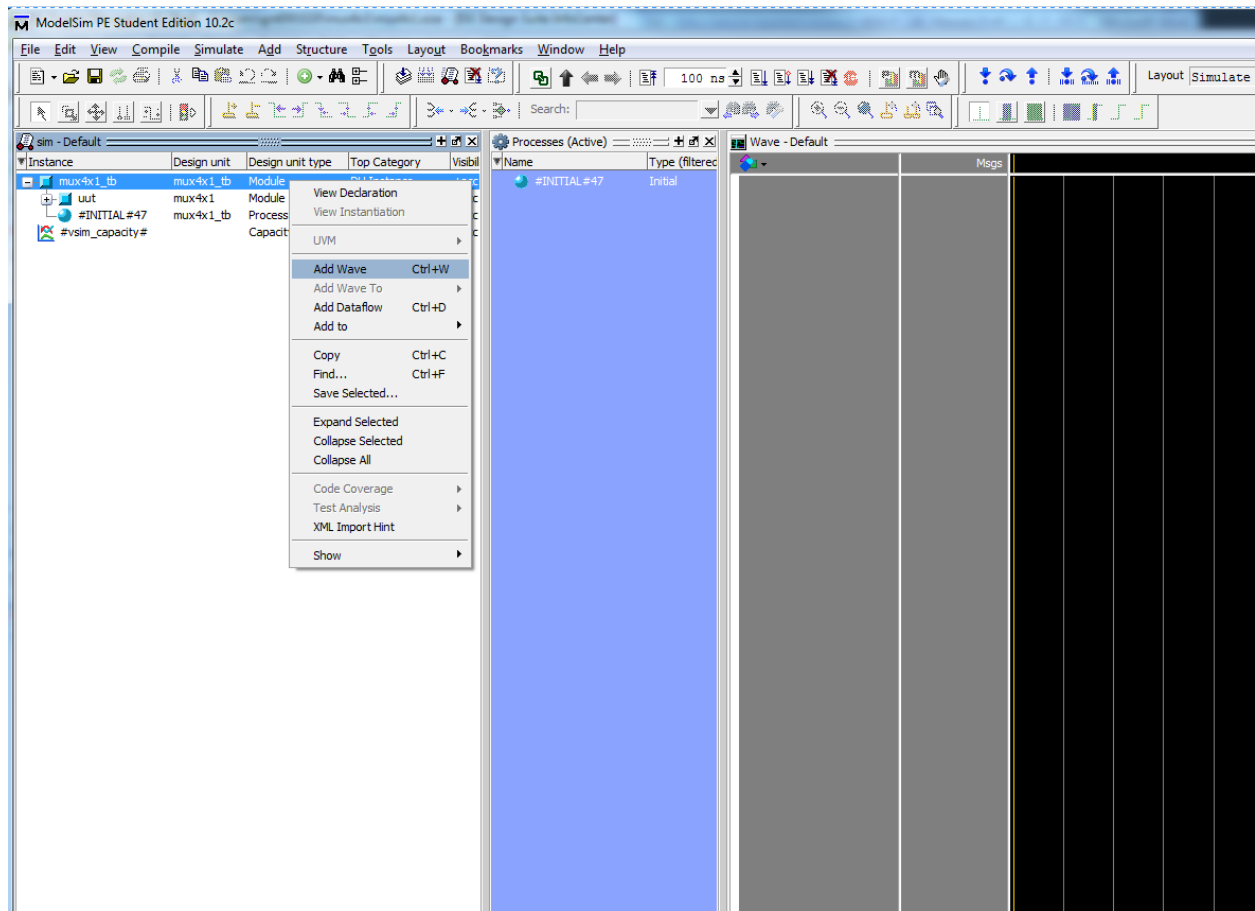 ModelSim PE Student Edition 10.2c
File Edit View Compile Simulate Add Structure Tools Layout Bookmarks Window Help
100 ns Layout Simulate
Search:
sim - Default Processes (Active) Wave - Default
Instance Design unit Design unit type Top Category Visibil Name Type (filtered Msgs
mux4x1_tb mux4x1_tb Module DU Instance #INITIAL#47 Initial
uut mux4x1 Module
#INITIAL#47 mux4x1_tb Process
#vsim_capacity# Capacit
View Declaration
View Instantiation
UVM
Add Wave Ctrl+W
Add Wave To
Add Dataflow Ctrl+D
Add to
Copy Ctrl+C
Find... Ctrl+F
Save Selected...
Expand Selected
Collapse Selected
Collapse All
Code Coverage
Test Analysis
XML Import Hint
Show